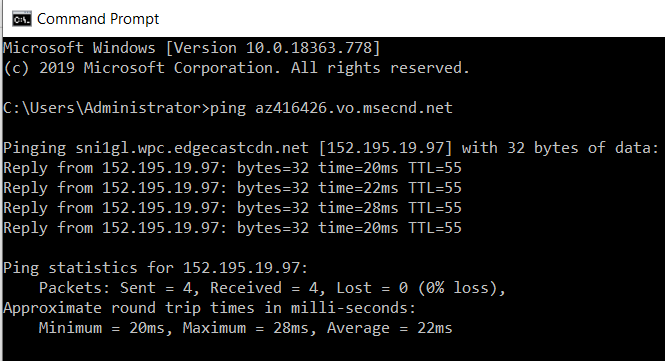 Command Prompt
Microsoft Windows [Version 10.0.18363.778]
(c) 2019 Microsoft Corporation. All rights reserved.
C:\Users\Administrator>ping az416426.vo.msecnd.net
Pinging sni1gl.wpc.edgecastcdn.net [152.195.19.97] with 32 bytes of data:
Reply from 152.195.19.97: bytes=32 time=20ms TTL=55
Reply from 152.195.19.97: bytes=32 time=22ms TTL=55
Reply from 152.195.19.97: bytes=32 time=28ms TTL=55
Reply from 152.195.19.97: bytes=32 time=20ms TTL=55
Ping statistics for 152.195.19.97:
    Packets: Sent = 4, Received = 4, Lost = 0 (0% loss),
Approximate round trip times in milli-seconds:
    Minimum = 20ms, Maximum = 28ms, Average = 22ms